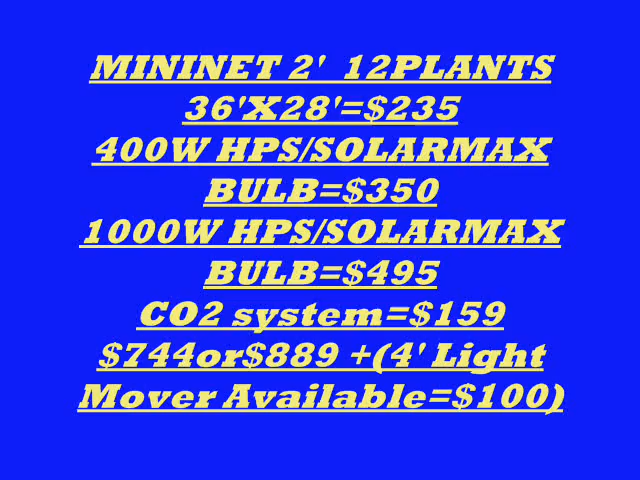 MININET 2' 12PLANTS
36'X28'=$235
400W HPS/SOLARMAX
BULB=$350
1000W HPS/SOLARMAX
BULB=$495
CO2 system=$159
$744or$889 +(4' Light
Mover Available=$100)